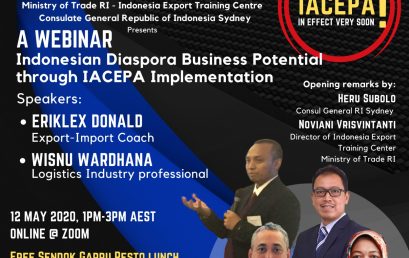 Ministry of Trade RI - Indonesia Export Training Centre
Consulate General Republic of Indonesia Sydney
Presents
IACEPA!
IN EFFECT VERY SOON
A WEBINAR
Indonesian Diaspora Business Potential
through IACEPA Implementation
Speakers:
• ERIKLEX DONALD
Export-Import Coach
• WISNU WARDHANA
Logistics Industry professional
Opening remarks by:
HERU SUBOLO
Consul General RI Sydney
NOVIANI VRISVINTANTI
Director of Indonesia Export
Training Center
Ministry of Trade RI
12 MAY 2020, 1PM-3PM AEST
ONLINE @ ZOOM
FREE SENDOK GARPU RESTO LUNCH